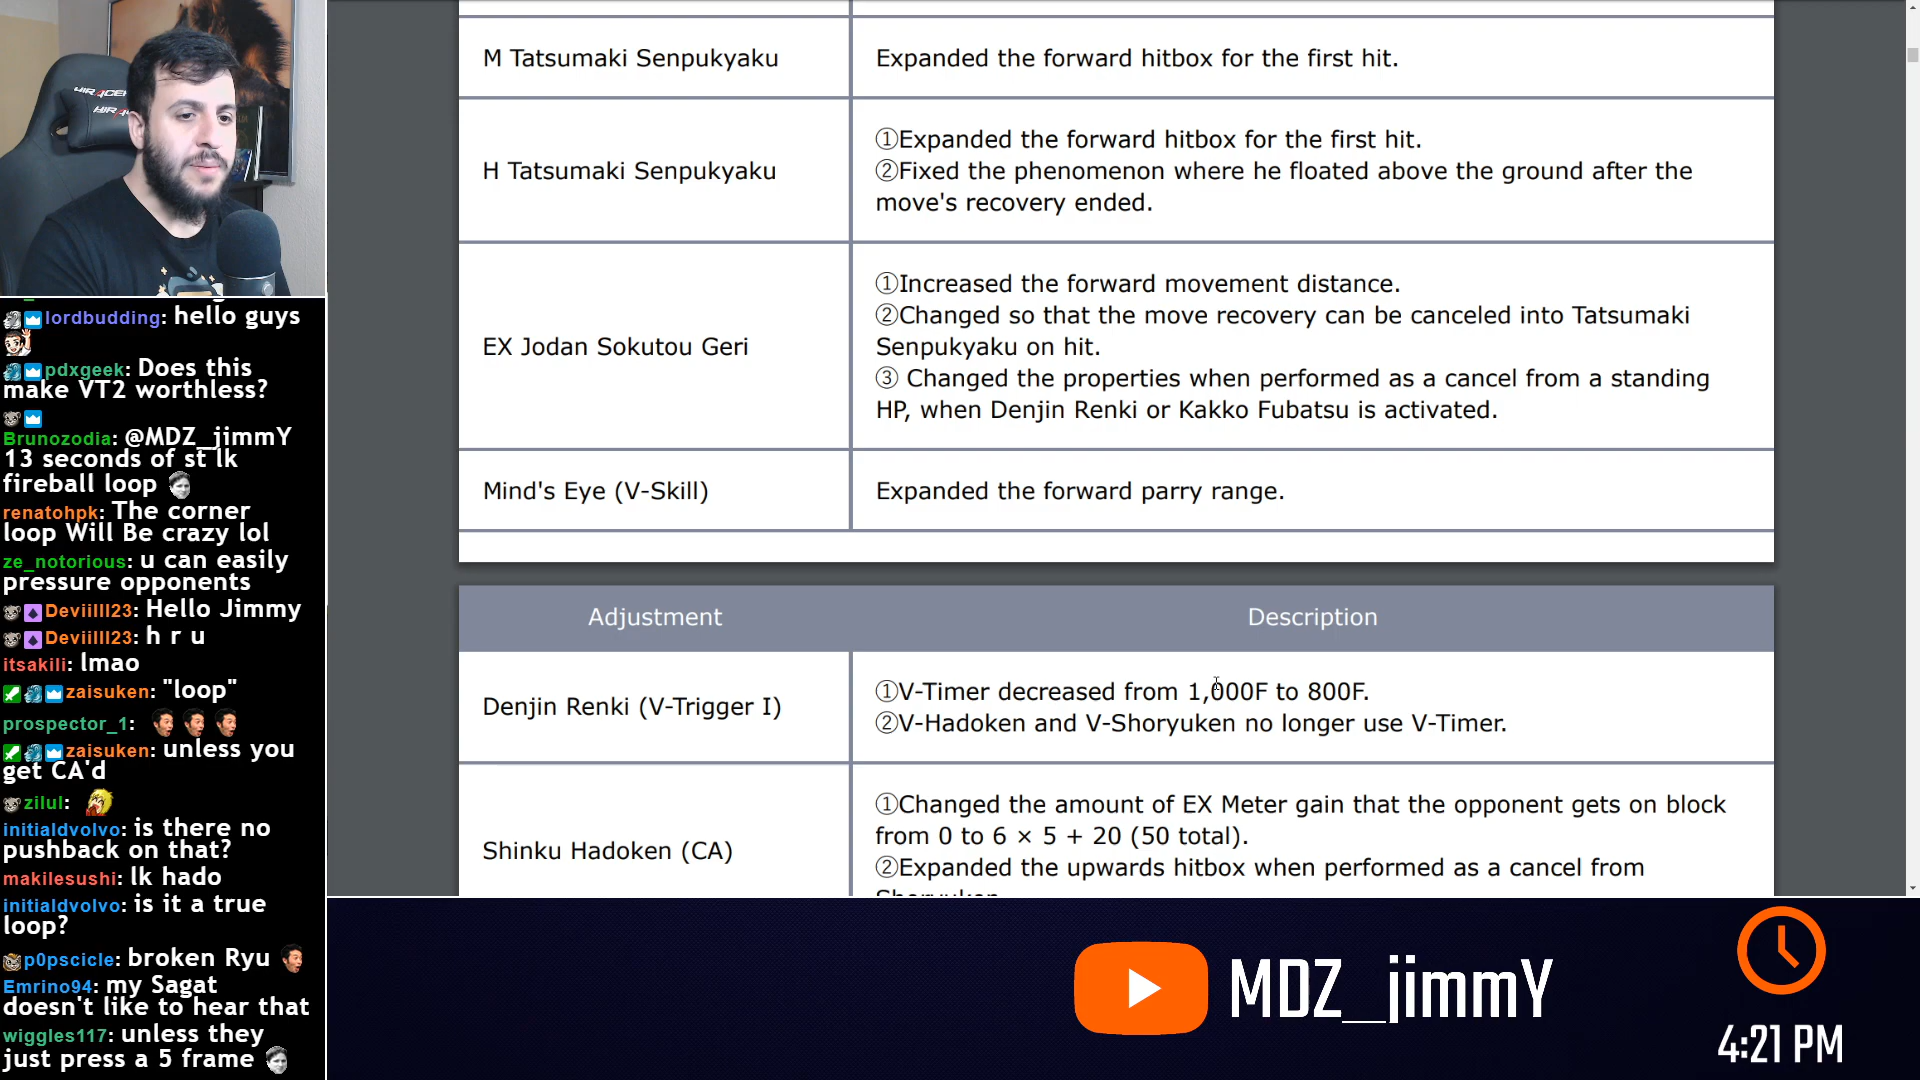 M Tatsumaki Senpukyaku
Expanded the forward hitbox for the first hit.
H Tatsumaki Senpukyaku
①Expanded the forward hitbox for the first hit.
②Fixed the phenomenon where he floated above the ground after the
move's recovery ended.
EX Jodan Sokutou Geri
①Increased the forward movement distance.
②Changed so that the move recovery can be canceled into Tatsumaki
Senpukyaku on hit.
③ Changed the properties when performed as a cancel from a standing
HP, when Denjin Renki or Kakko Fubatsu is activated.
Mind's Eye (V-Skill)
Expanded the forward parry range.
Adjustment
Description
Denjin Renki (V-Trigger I)
①V-Timer decreased from 1,000F to 800F.
②V-Hadoken and V-Shoryuken no longer use V-Timer.
Shinku Hadoken (CA)
①Changed the amount of EX Meter gain that the opponent gets on block
from 0 to 6 × 5 + 20 (50 total).
②Expanded the upwards hitbox when performed as a cancel from
lordbudding: hello guys
pdxgeek: Does this
make VT2 worthless?
Brunozodia: @MDZ_jimmY
13 seconds of st lk
fireball loop
renatohpk: The corner
loop Will Be crazy lol
ze_notorious: u can easily
pressure opponents
Deviilll23: Hello Jimmy
Deviilll23: h r u
itsakili: lmao
zaisuken: "loop"
prospector_1:
zaisuken: unless you
get CA'd
zilul:
initialdvolvo: is there no
pushback on that?
makilesushi: lk hado
initialdvolvo: is it a true
loop?
p0pscicle: broken Ryu
Emrino94: my Sagat
doesn't like to hear that
wiggles117: unless they
just press a 5 frame
MDZ_jimmY
4:21 PM